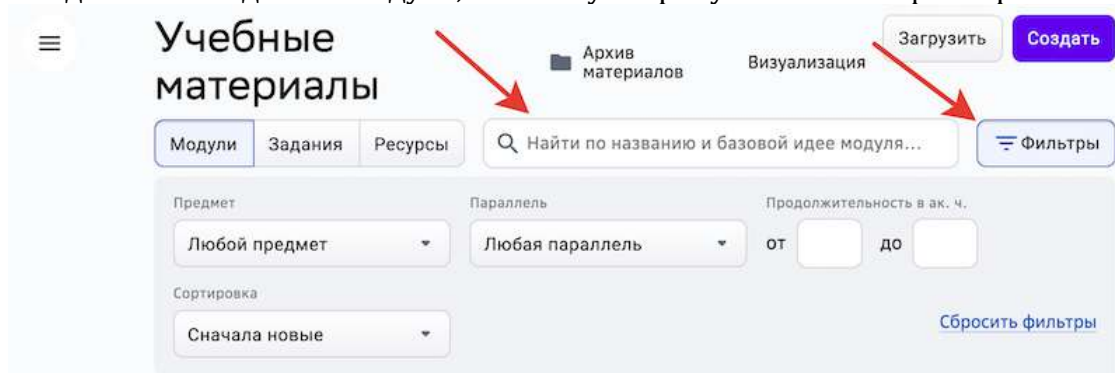 Учебные
материалы
Архив
материалов
Визуализация
Загрузить
Создать
Модули
Задания
Ресурсы
Найти по названию и базовой идее модуля...
Фильтры
Предмет
Параллель
Продолжительность в ак. ч.
Любой предмет
Любая параллель
от
до
Сортировка
Сначала новые
Сбросить фильтры